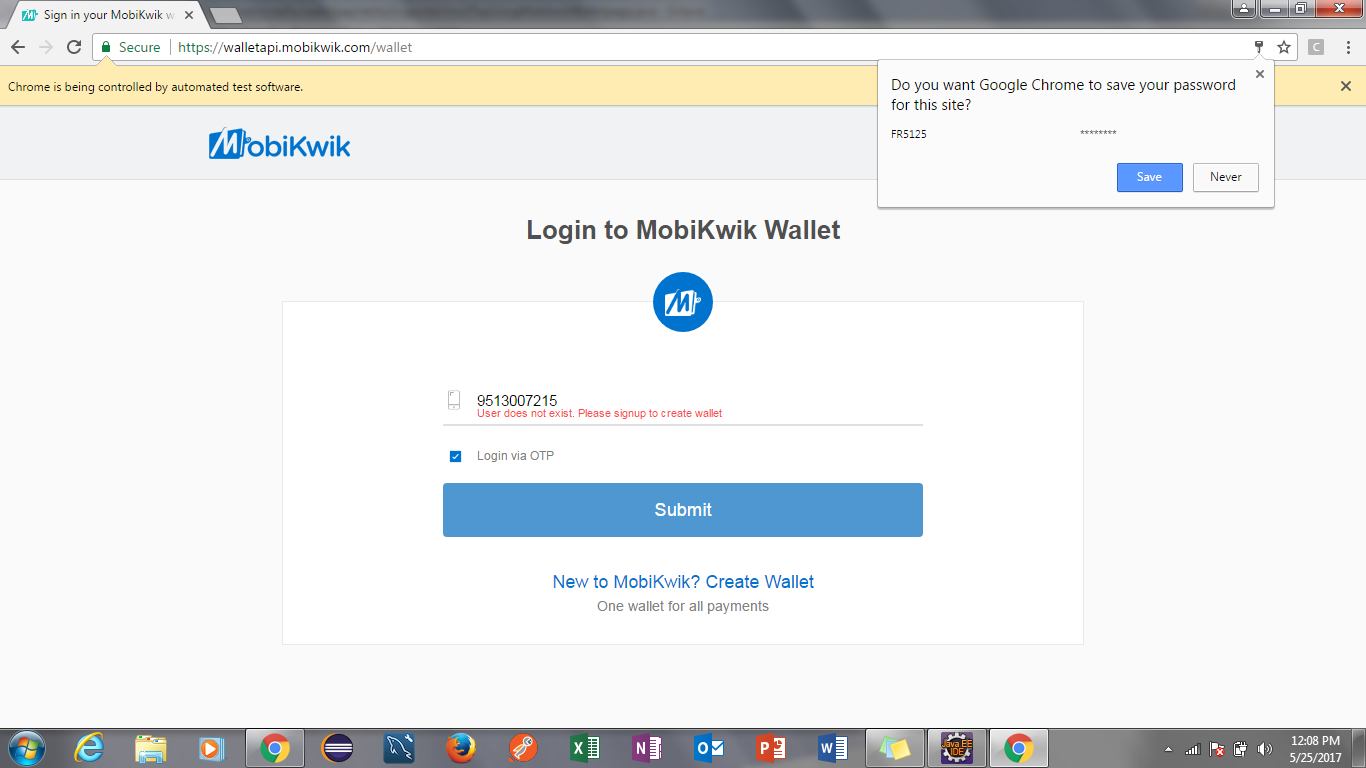 Sign in your MobiKwik w
Secure
https://walletapi.mobikwik.com/wallet
C
Chrome is being controlled by automated test software.
Do you want Google Chrome to save your password
for this site?
FR5125 ********
Save Never
MobiKwik
Login to MobiKwik Wallet
M
9513007215
User does not exist. Please signup to create wallet
Login via OTP
Submit
New to MobiKwik? Create Wallet
One wallet for all payments
Java EE
IDE
12:08 PM
5/25/2017